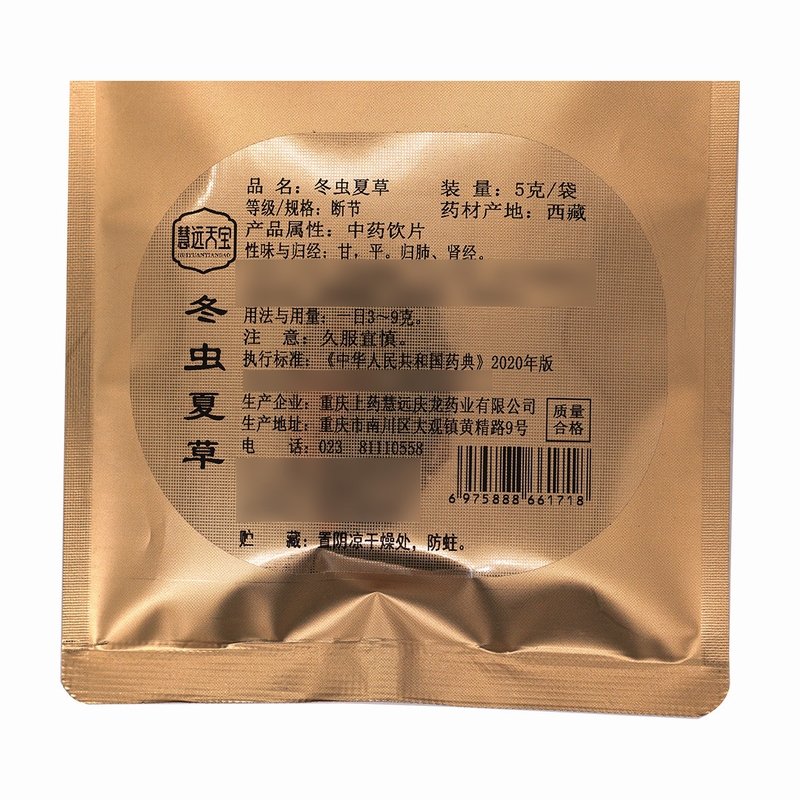 慧远天宝
HUIYUANTIANBAO
冬虫夏草
品 名：冬虫夏草 装 量：5克/袋
等级/规格：断节 药材产地：西藏
产品属性：中药饮片
性味与归经：甘，平。归肺、肾经。
用法与用量：一日3～9克。
注 意：久服宜慎。
执行标准：《中华人民共和国药典》2020年版
生产企业：重庆上药慧远庆龙药业有限公司
生产地址：重庆市南川区大观镇黄精路9号
电 话：023 81110558
质量
合格
6 975888 661718
贮 藏：置阴凉干燥处，防蛀。